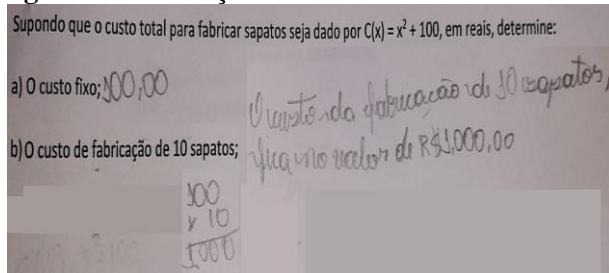 Supondo que o custo total para fabricar sapatos seja dado por C(x) = x² + 100, em reais, determine:
a) O custo fixo; 100,00
O custo da fabricação de 10 sapatos,
b) O custo de fabricação de 10 sapatos; fica no valor de R$1,000,00
100
x 10
1000